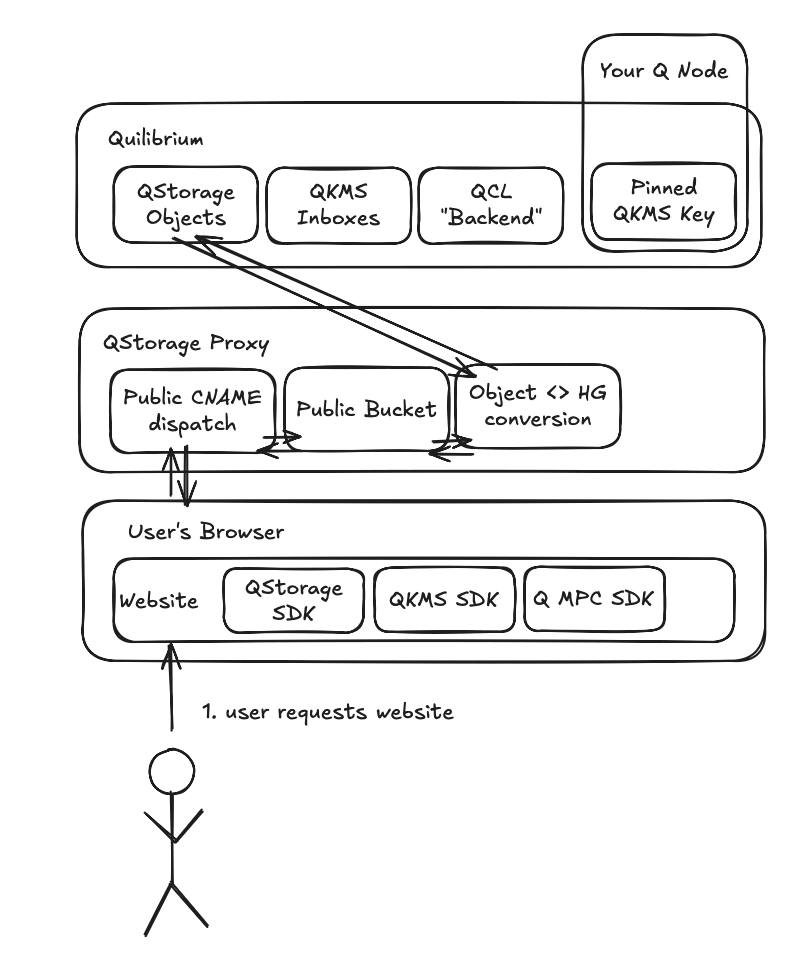 Your Q Node
Quilibrium
QStorage
Objects
QKMS
Inboxes
QCL
"Backend"
Pinned
QKMS Key
QStorage Proxy
Public CNAME
dispatch
Public Bucket
Object <> HG
conversion
User's Browser
Website
QStorage
SDK
QKMS SDK
Q MPC SDK
1. user requests website